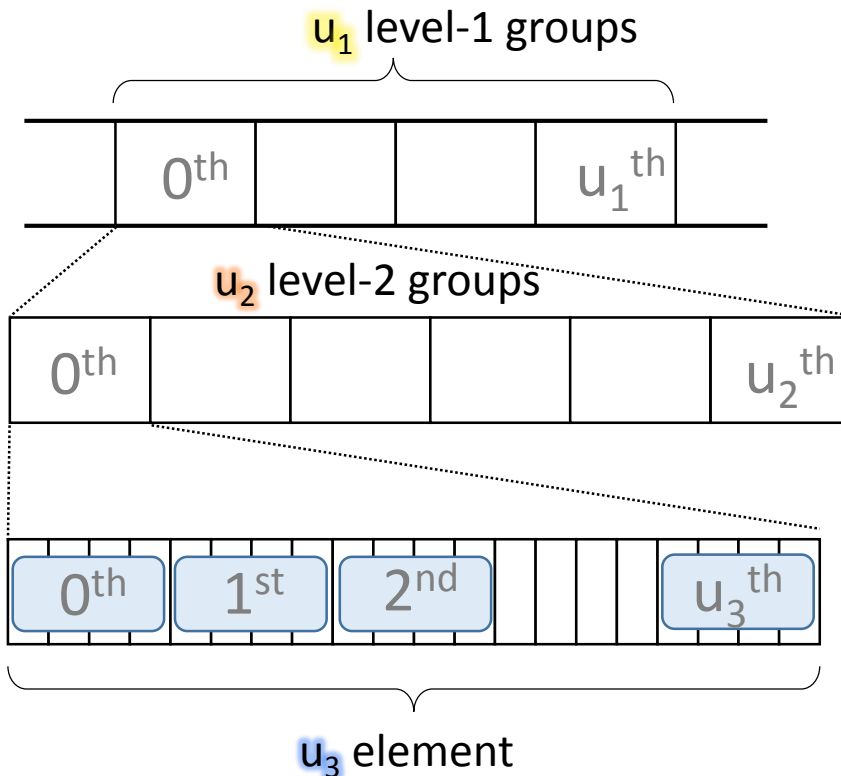 u₁ level-1 groups
0ᵗʰ u₁ᵗʰ
u₂ level-2 groups
0ᵗʰ u₂ᵗʰ
0ᵗʰ 1ˢᵗ 2ⁿᵈ u₃ᵗʰ
u₃ element